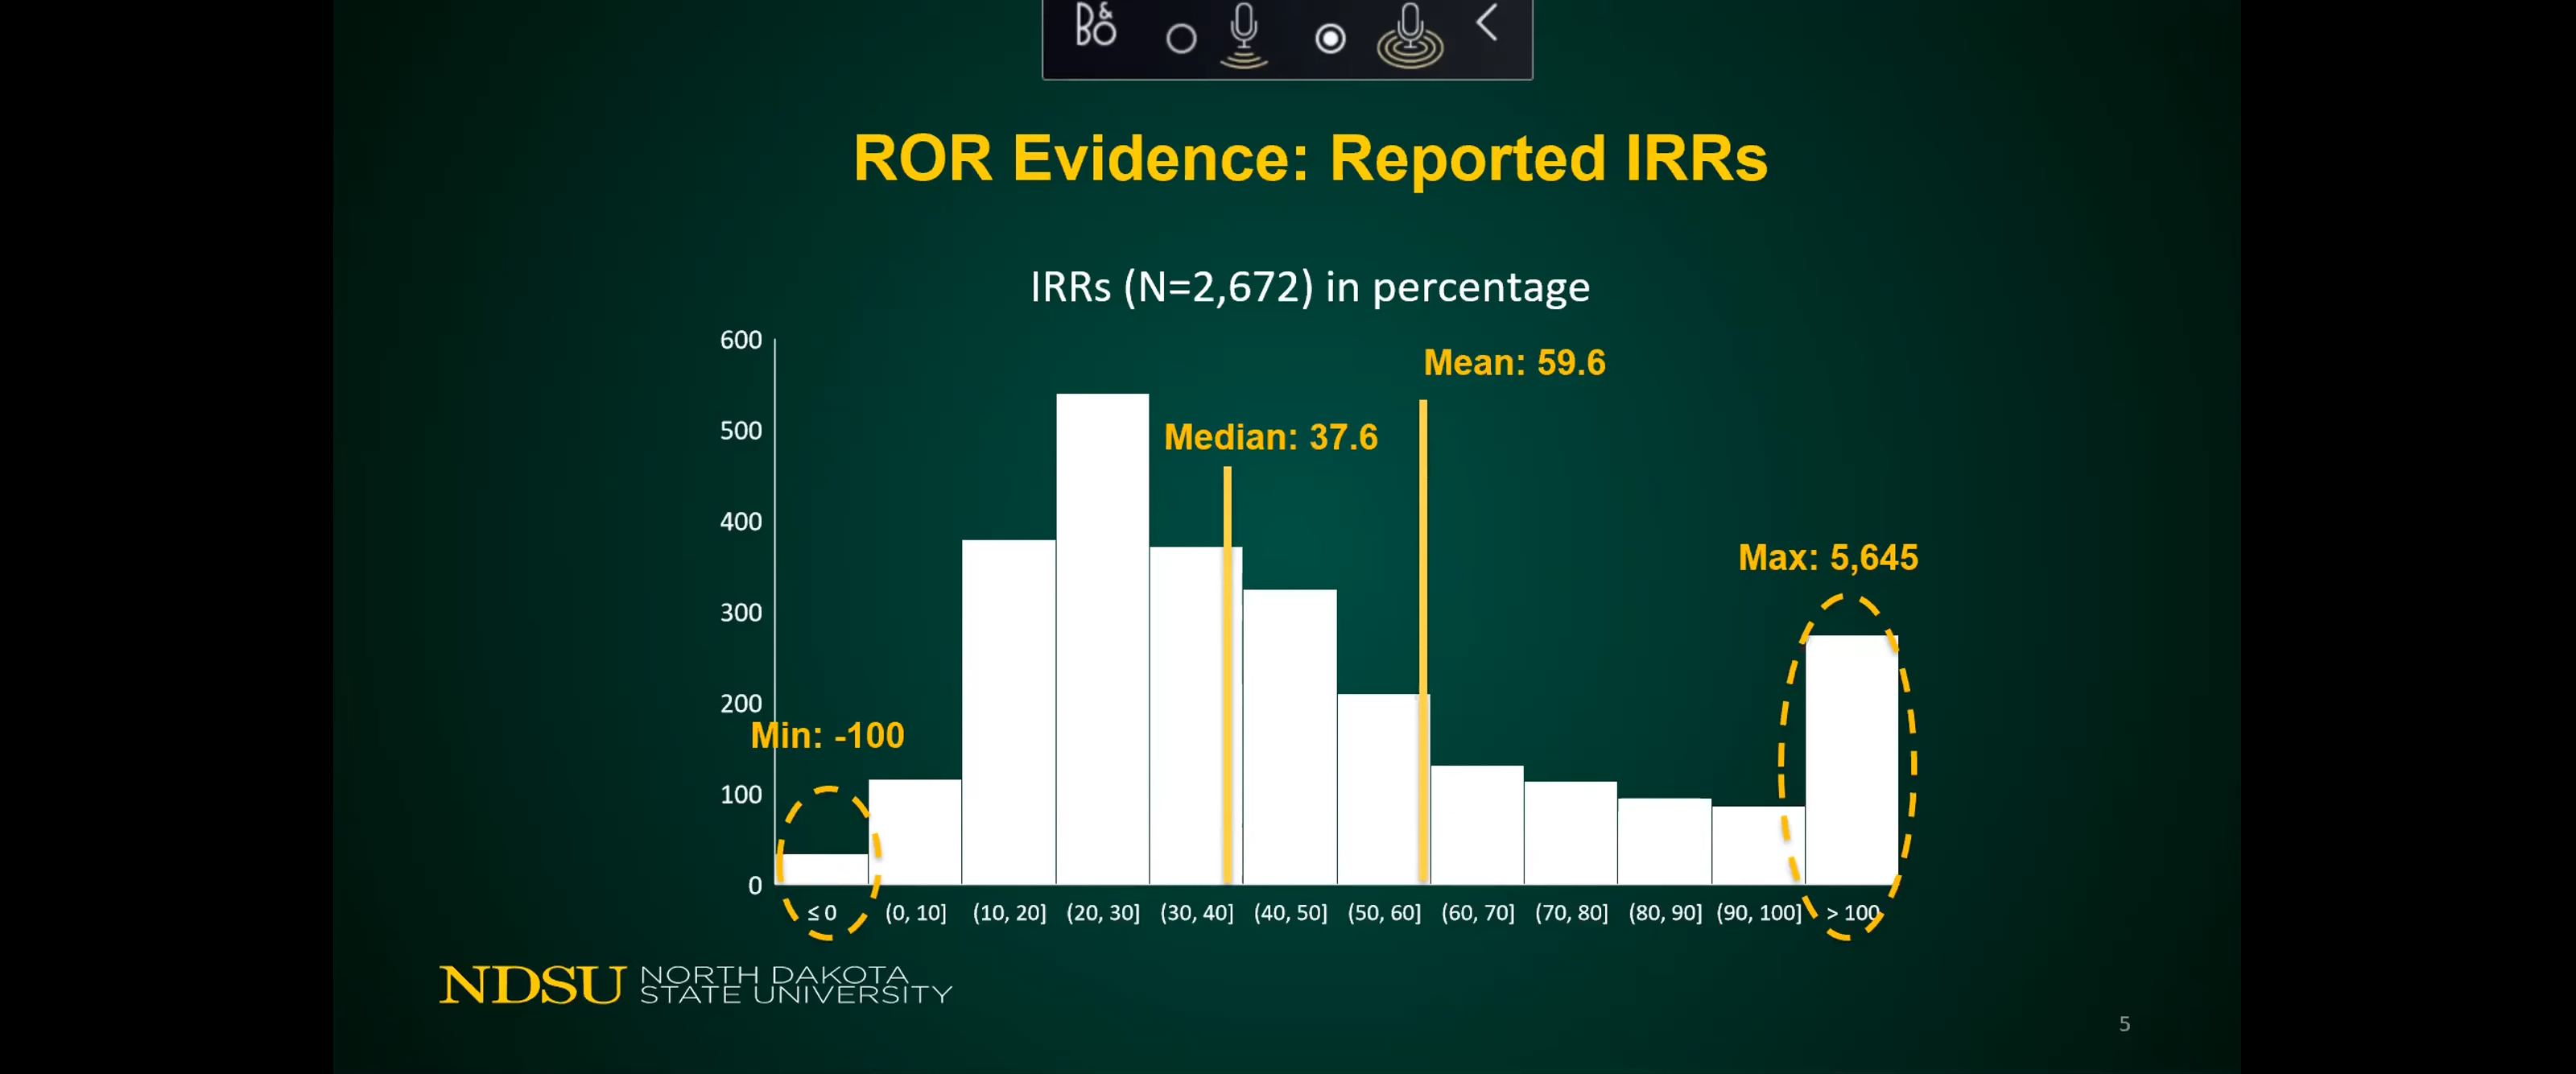 B&O
ROR Evidence: Reported IRRs
IRRs (N=2,672) in percentage
600
500
400
300
200
100
0
Mean: 59.6
Median: 37.6
Max: 5,645
Min: -100
≤ 0 (0, 10] (10, 20] (20, 30] (30, 40] (40, 50] (50, 60] (60, 70] (70, 80] (80, 90] (90, 100] > 100
NDSU NORTH DAKOTA
STATE UNIVERSITY
5